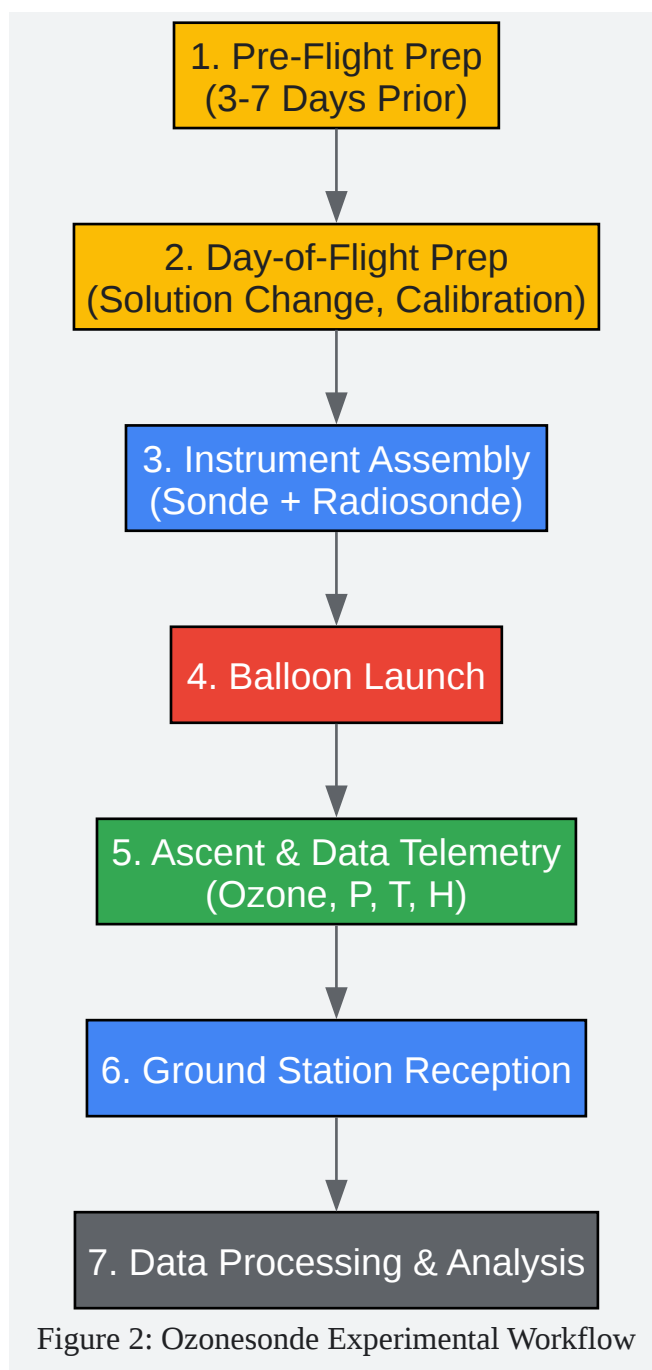 1. Pre-Flight Prep
(3-7 Days Prior)
2. Day-of-Flight Prep
(Solution Change, Calibration)
3. Instrument Assembly
(Sonde + Radiosonde)
4. Balloon Launch
5. Ascent & Data Telemetry
(Ozone, P, T, H)
6. Ground Station Reception
7. Data Processing & Analysis
Figure 2: Ozonesonde Experimental Workflow